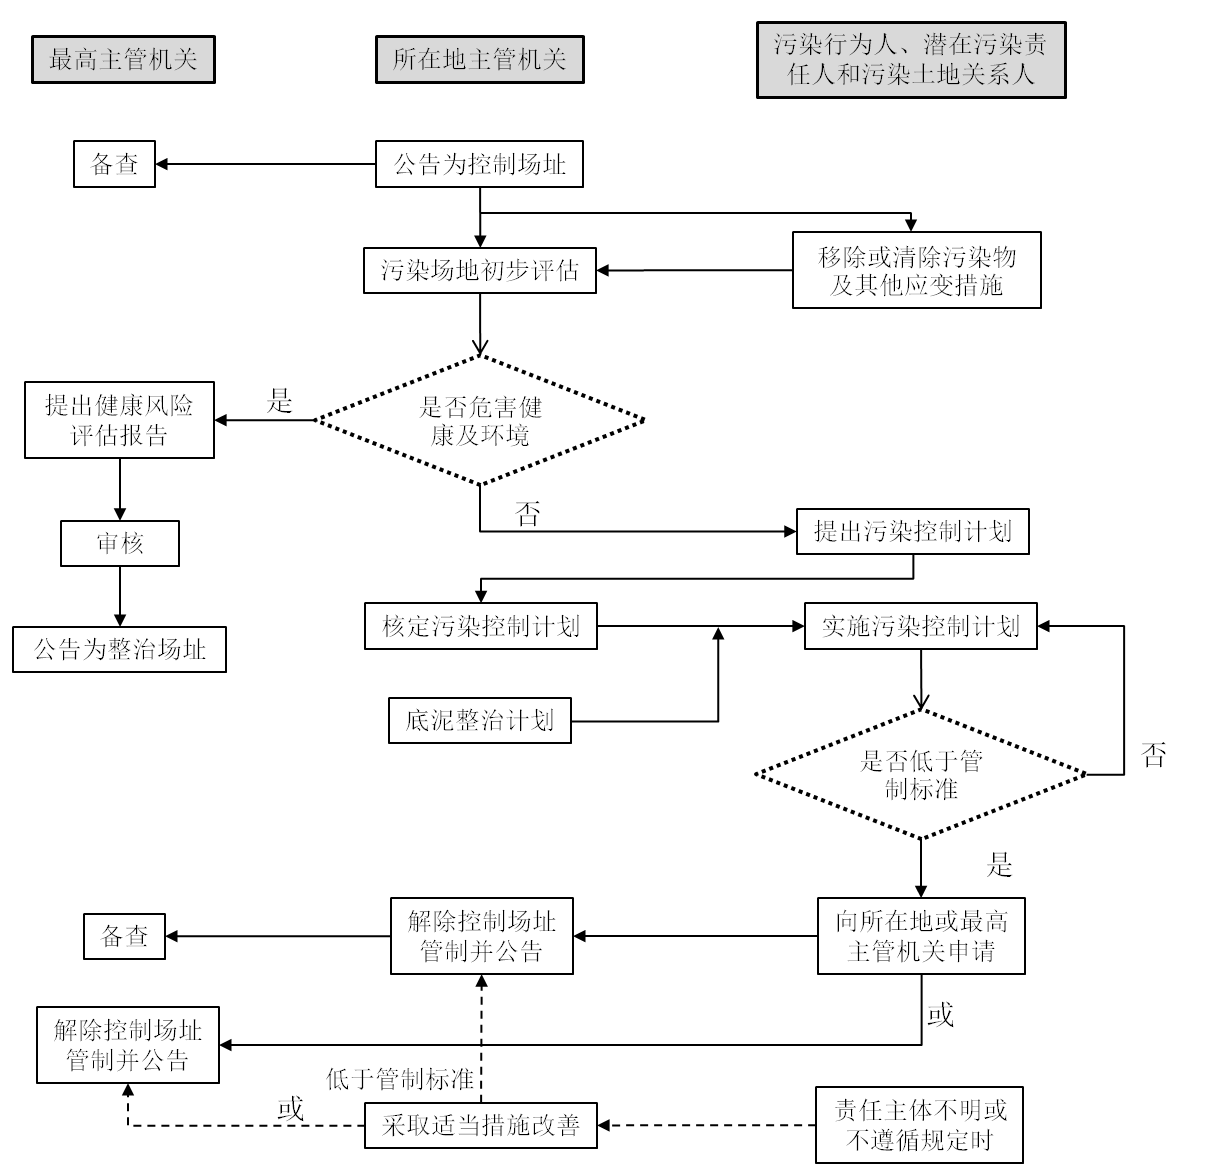 最高主管机关
所在地主管机关
污染行为人、潜在污染责
任人和污染土地关系人
备查
公告为控制场址
污染场地初步评估
移除或清除污染物
及其他应变措施
提出健康风险
评估报告
是
是否危害健
康及环境
否
提出污染控制计划
审核
公告为整治场址
核定污染控制计划
实施污染控制计划
底泥整治计划
是否低于管
制标准
否
是
备查
解除控制场址
管制并公告
向所在地或最高
主管机关申请
或
解除控制场址
管制并公告
低于管制标准
或
采取适当措施改善
责任主体不明或
不遵循规定时